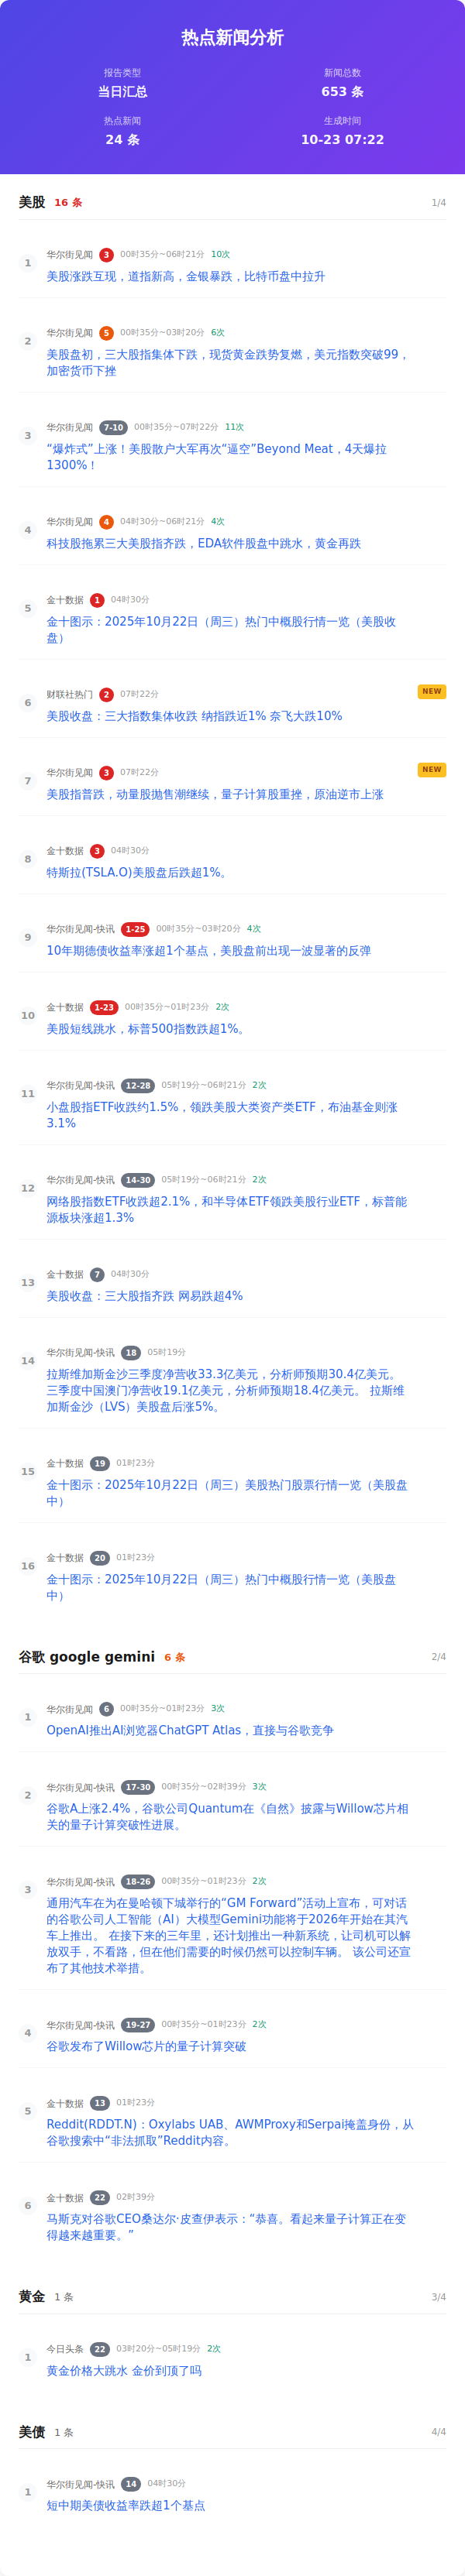 热点新闻分析
报告类型
当日汇总
新闻总数
653 条
热点新闻
24 条
生成时间
10-23 07:22
美股 16 条 1/4
1
华尔街见闻 3 00时35分~06时21分 10次
美股涨跌互现，道指新高，金银暴跌，比特币盘中拉升
2
华尔街见闻 5 00时35分~03时20分 6次
美股盘初，三大股指集体下跌，现货黄金跌势复燃，美元指数突破99，
加密货币下挫
3
华尔街见闻 7-10 00时35分~07时22分 11次
“爆炸式”上涨！美股散户大军再次“逼空”Beyond Meat，4天爆拉
1300%！
4
华尔街见闻 4 04时30分~06时21分 4次
科技股拖累三大美股指齐跌，EDA软件股盘中跳水，黄金再跌
5
金十数据 1 04时30分
金十图示：2025年10月22日（周三）热门中概股行情一览（美股收
盘）
6
财联社热门 2 07时22分 NEW
美股收盘：三大指数集体收跌 纳指跌近1% 奈飞大跌10%
7
华尔街见闻 3 07时22分 NEW
美股指普跌，动量股抛售潮继续，量子计算股重挫，原油逆市上涨
8
金十数据 3 04时30分
特斯拉(TSLA.O)美股盘后跌超1%。
9
华尔街见闻-快讯 1-25 00时35分~03时20分 4次
10年期德债收益率涨超1个基点，美股盘前出现一波显著的反弹
10
金十数据 1-23 00时35分~01时23分 2次
美股短线跳水，标普500指数跌超1%。
11
华尔街见闻-快讯 12-28 05时19分~06时21分 2次
小盘股指ETF收跌约1.5%，领跌美股大类资产类ETF，布油基金则涨
3.1%
12
华尔街见闻-快讯 14-30 05时19分~06时21分 2次
网络股指数ETF收跌超2.1%，和半导体ETF领跌美股行业ETF，标普能
源板块涨超1.3%
13
金十数据 7 04时30分
美股收盘：三大股指齐跌 网易跌超4%
14
华尔街见闻-快讯 18 05时19分
拉斯维加斯金沙三季度净营收33.3亿美元，分析师预期30.4亿美元。
三季度中国澳门净营收19.1亿美元，分析师预期18.4亿美元。 拉斯维
加斯金沙（LVS）美股盘后涨5%。
15
金十数据 19 01时23分
金十图示：2025年10月22日（周三）美股热门股票行情一览（美股盘
中）
16
金十数据 20 01时23分
金十图示：2025年10月22日（周三）热门中概股行情一览（美股盘
中）
谷歌 google gemini 6 条 2/4
1
华尔街见闻 6 00时35分~01时23分 3次
OpenAI推出AI浏览器ChatGPT Atlas，直接与谷歌竞争
2
华尔街见闻-快讯 17-30 00时35分~02时39分 3次
谷歌A上涨2.4%，谷歌公司Quantum在《自然》披露与Willow芯片相
关的量子计算突破性进展。
3
华尔街见闻-快讯 18-26 00时35分~01时23分 2次
通用汽车在为在曼哈顿下城举行的“GM Forward”活动上宣布，可对话
的谷歌公司人工智能（AI）大模型Gemini功能将于2026年开始在其汽
车上推出。 在接下来的三年里，还计划推出一种新系统，让司机可以解
放双手，不看路，但在他们需要的时候仍然可以控制车辆。 该公司还宣
布了其他技术举措。
4
华尔街见闻-快讯 19-27 00时35分~01时23分 2次
谷歌发布了Willow芯片的量子计算突破
5
金十数据 13 01时23分
Reddit(RDDT.N)：Oxylabs UAB、AWMProxy和Serpai掩盖身份，从
谷歌搜索中“非法抓取”Reddit内容。
6
金十数据 22 02时39分
马斯克对谷歌CEO桑达尔·皮查伊表示：“恭喜。看起来量子计算正在变
得越来越重要。”
黄金 1 条 3/4
1
今日头条 22 03时20分~05时19分 2次
黄金价格大跳水 金价到顶了吗
美债 1 条 4/4
1
华尔街见闻-快讯 14 04时30分
短中期美债收益率跌超1个基点